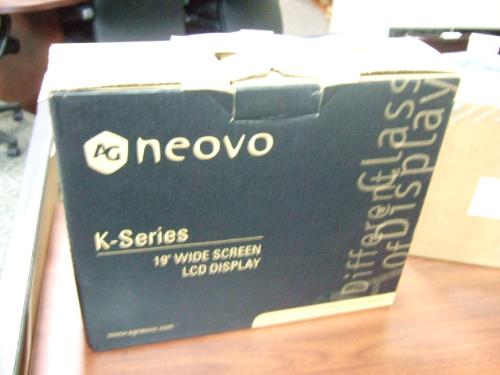 AG neovo
K-Series
19" WIDE SCREEN
LCD DISPLAY
www.agneovo.com
Different Class
Of Display